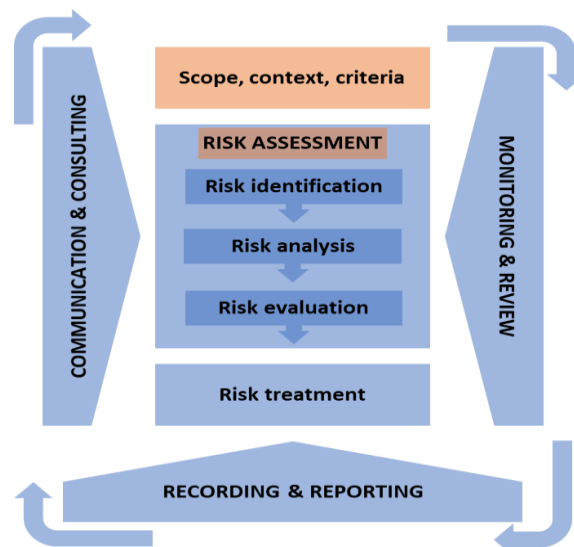 Scope, context, criteria
RISK ASSESSMENT
Risk identification
Risk analysis
Risk evaluation
Risk treatment
COMMUNICATION & CONSULTING
MONITORING & REVIEW
RECORDING & REPORTING